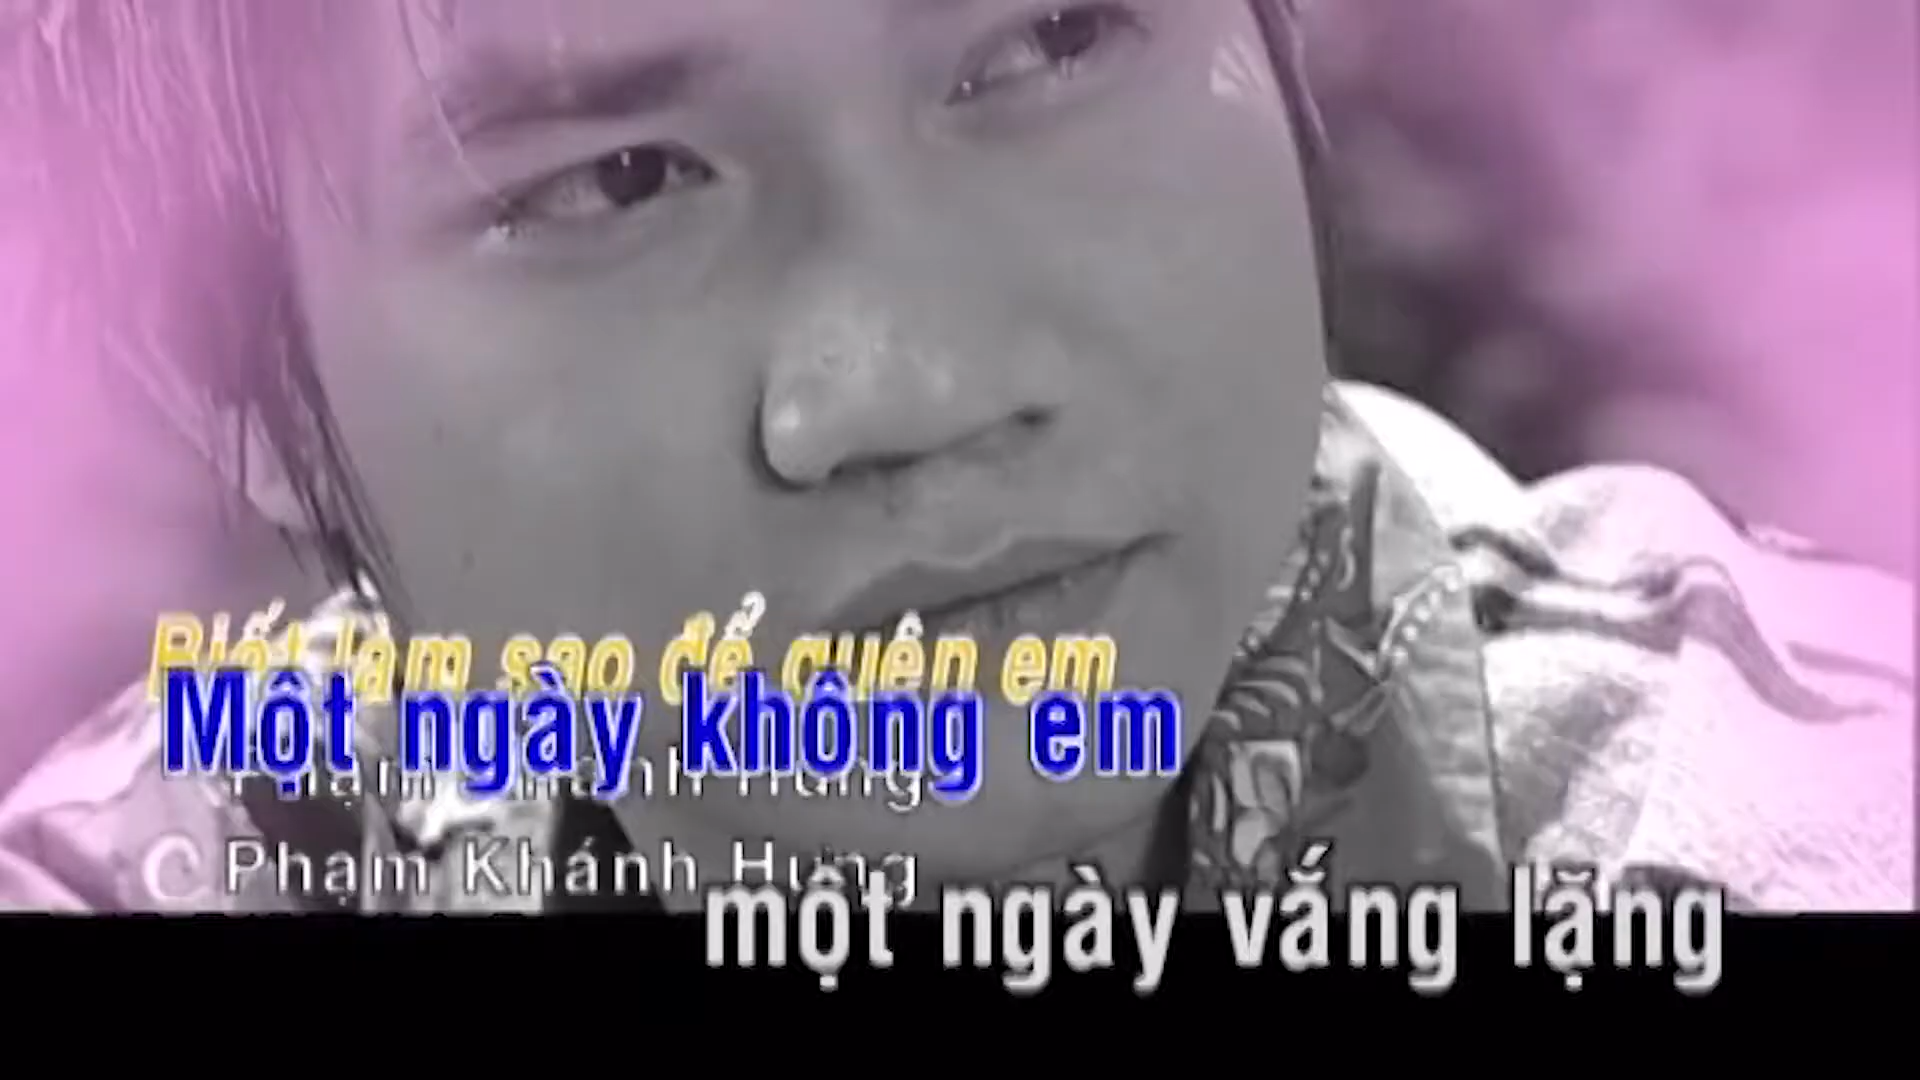 Biết làm sao để quên em
Một ngày không em
Phạm Khánh Hưng
Phạm Khánh Hưng
một ngày vắng lặng